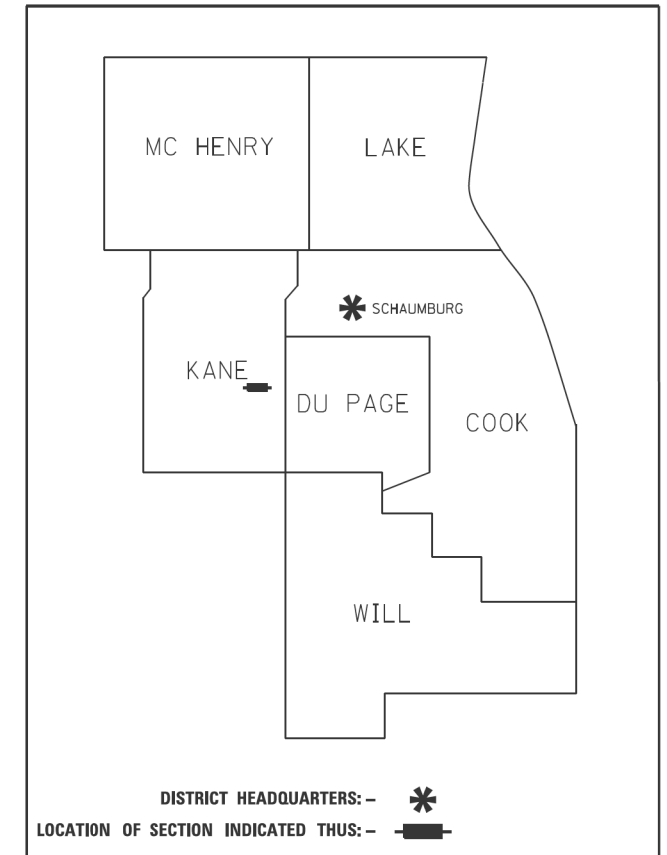 MC HENRY
LAKE
SCHAUMBURG
KANE
DU PAGE
COOK
WILL
DISTRICT HEADQUARTERS: –
LOCATION OF SECTION INDICATED THUS: –